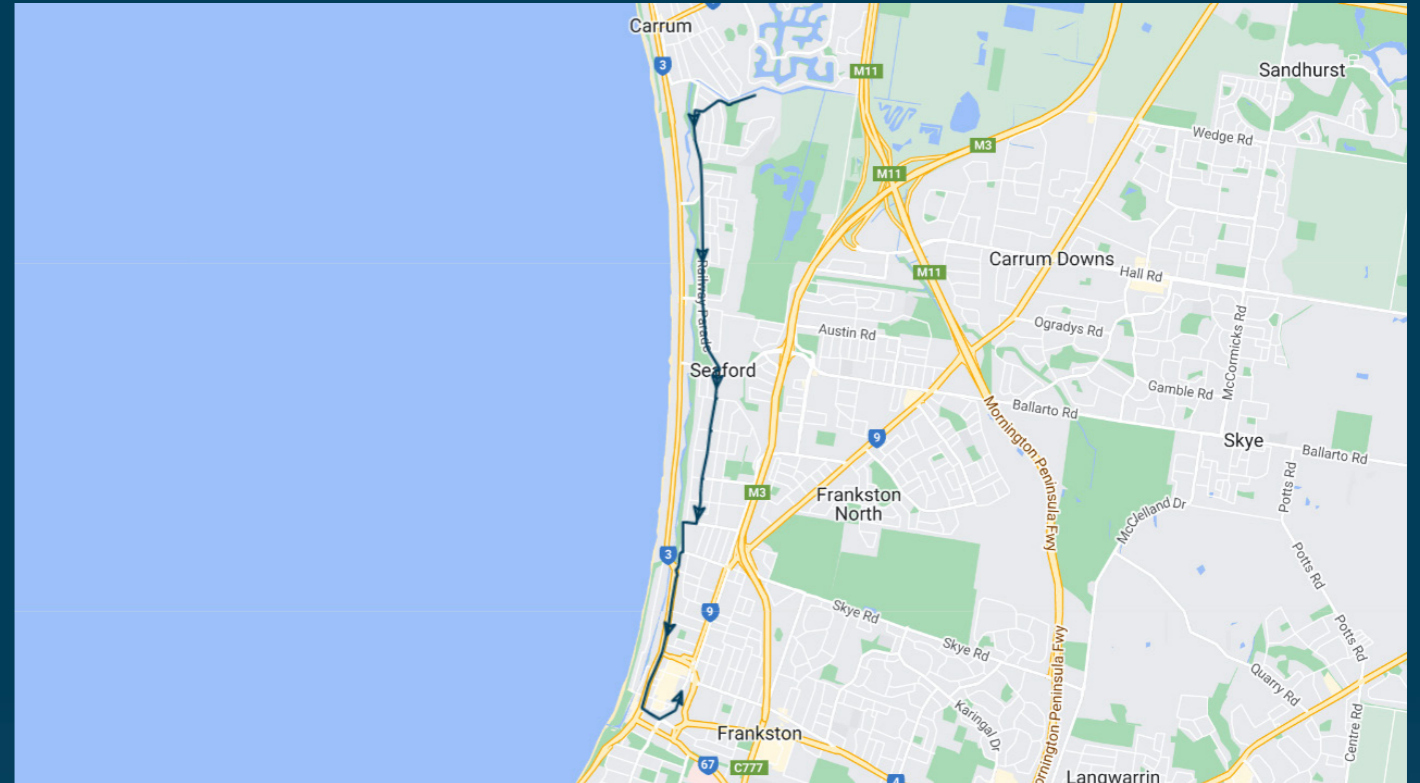 Carrum
3
M11
Sandhurst
Wedge Rd
M3
M11
Carrum Downs
Hall Rd
M11
Railway Parade
Austin Rd
Ogradys Rd
McCormicks Rd
Seaford
Gamble Rd
Ballarto Rd
Mornington Peninsula Fwy
9
Skye
Ballarto Rd
Potts Rd
M3
Frankston
North
McClelland Dr
3
Potts Rd
9
Skye Rd
Skye Rd
Potts Rd
Mornington Peninsula Fwy
Quarry Rd
Karingal Dr
Centre Rd
Frankston
67
C777
4
Langwarrin